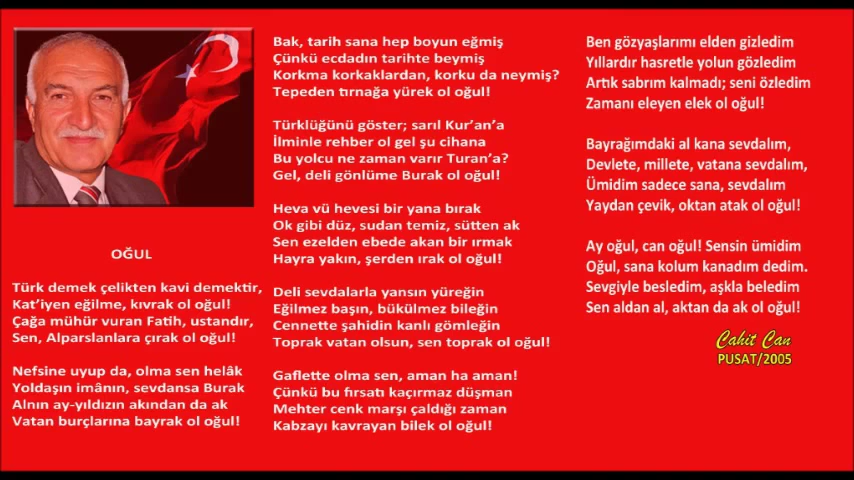 OĞUL
Türk demek çelikten kavi demektir,
Kat’iyen eğilme, kıvrak ol oğul!
Çağa mühür vuran Fatih, ustandır,
Sen, Alparslanlara çırak ol oğul!
Nefsine uyup da, olma sen helâk
Yoldaşın imânın, sevdansa Burak
Alnın ay-yıldızın akından da ak
Vatan burçlarına bayrak ol oğul!
Bak, tarih sana hep boyun eğmiş
Çünkü ecdadın tarihte beymiş
Korkma korkaklardan, korku da neymiş?
Tepeden tırnağa yürek ol oğul!
Türklüğünü göster; sarıl Kur’an’a
İlminle rehber ol gel şu cihana
Bu yolcu ne zaman varır Turan’a?
Gel, deli gönlüme Burak ol oğul!
Heva vü hevesi bir yana bırak
Ok gibi düz, sudan temiz, sütten ak
Sen ezelden ebede akan bir ırmak
Hayra yakın, şerden ırak ol oğul!
Deli sevdalarla yansın yüreğin
Eğilmez başın, bükülmez bileğin
Cennette şahidin kanlı gömleğin
Toprak vatan olsun, sen toprak ol oğul!
Gaflette olma sen, aman ha aman!
Çünkü bu fırsatı kaçırmaz düşman
Mehter cenk marşı çaldığı zaman
Kabzayı kavrayan bilek ol oğul!
Ben gözyaşlarımı elden gizledim
Yıllardır hasretle yolun gözledim
Artık sabrım kalmadı; seni özledim
Zamanı eleyen elek ol oğul!
Bayrağımdaki al kana sevdalım,
Devlete, millete, vatana sevdalım,
Ümidim sadece sana, sevdalım
Yaydan çevik, oktan atak ol oğul!
Ay oğul, can oğul! Sensin ümidim
Oğul, sana kolum kanadım dedim.
Sevgiyle besledim, aşkla beledim
Sen aldan al, aktan da ak ol oğul!
Cahit Can
PUSAT/2005